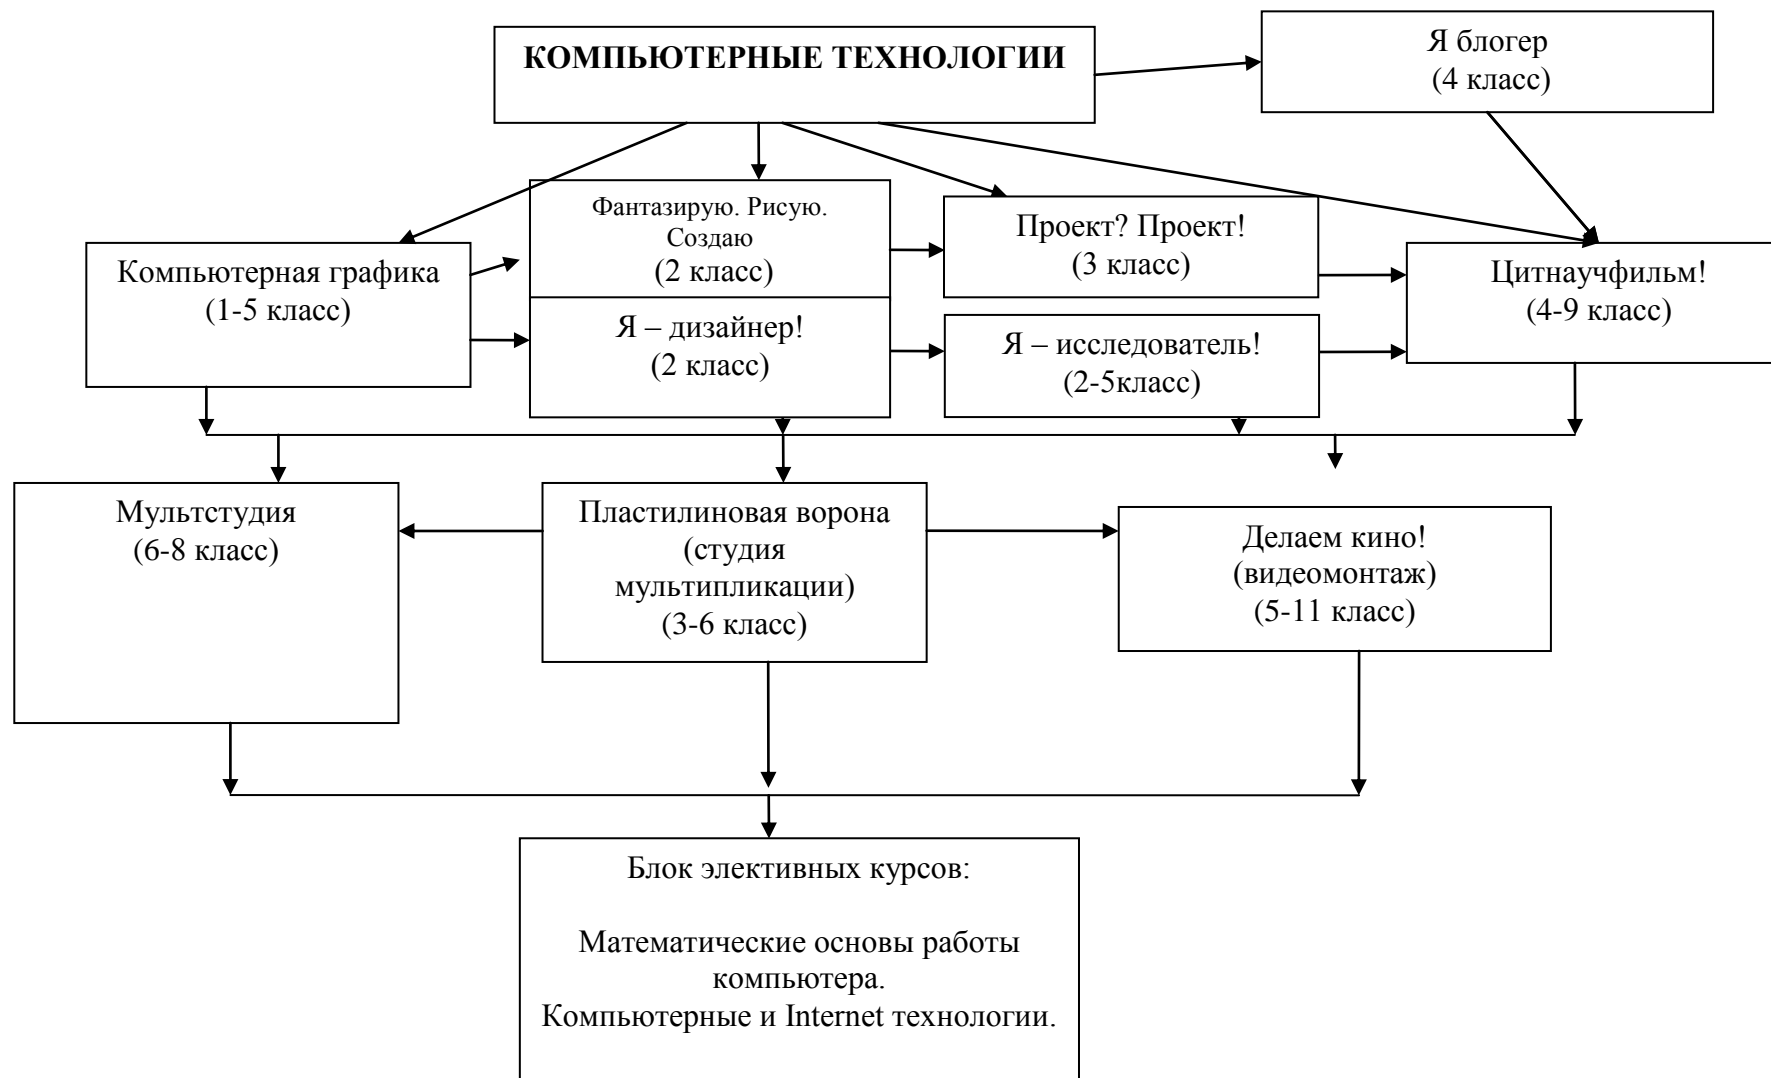 КОМПЬЮТЕРНЫЕ ТЕХНОЛОГИИ
Я блогер
(4 класс)
Фантазирую. Рисую.
Создаю
(2 класс)
Проект? Проект!
(3 класс)
Компьютерная графика
(1-5 класс)
Цитнаучфильм!
(4-9 класс)
Я – дизайнер!
(2 класс)
Я – исследователь!
(2-5класс)
Мультстудия
(6-8 класс)
Пластилиновая ворона
(студия
мультипликации)
(3-6 класс)
Делаем кино!
(видеомонтаж)
(5-11 класс)
Блок элективных курсов:
Математические основы работы
компьютера.
Компьютерные и Internet технологии.